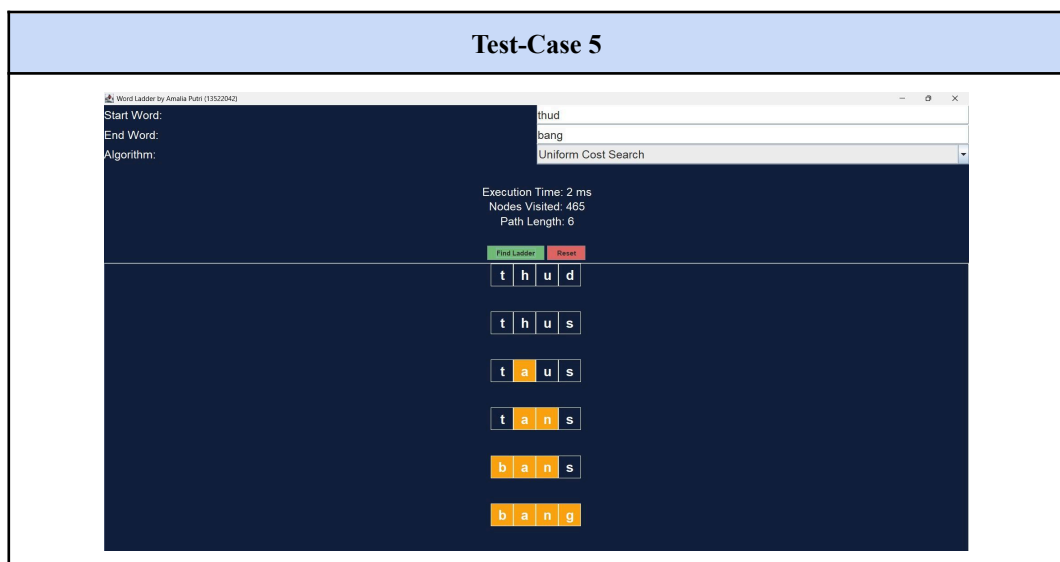 Test-Case 5
Word Ladder by Amalia Putri (13522042)
Start Word: thud
End Word: bang
Algorithm: Uniform Cost Search
Execution Time: 2 ms
Nodes Visited: 465
Path Length: 6
Find Ladder Reset
t h u d
t h u s
t a u s
t a n s
b a n s
b a n g